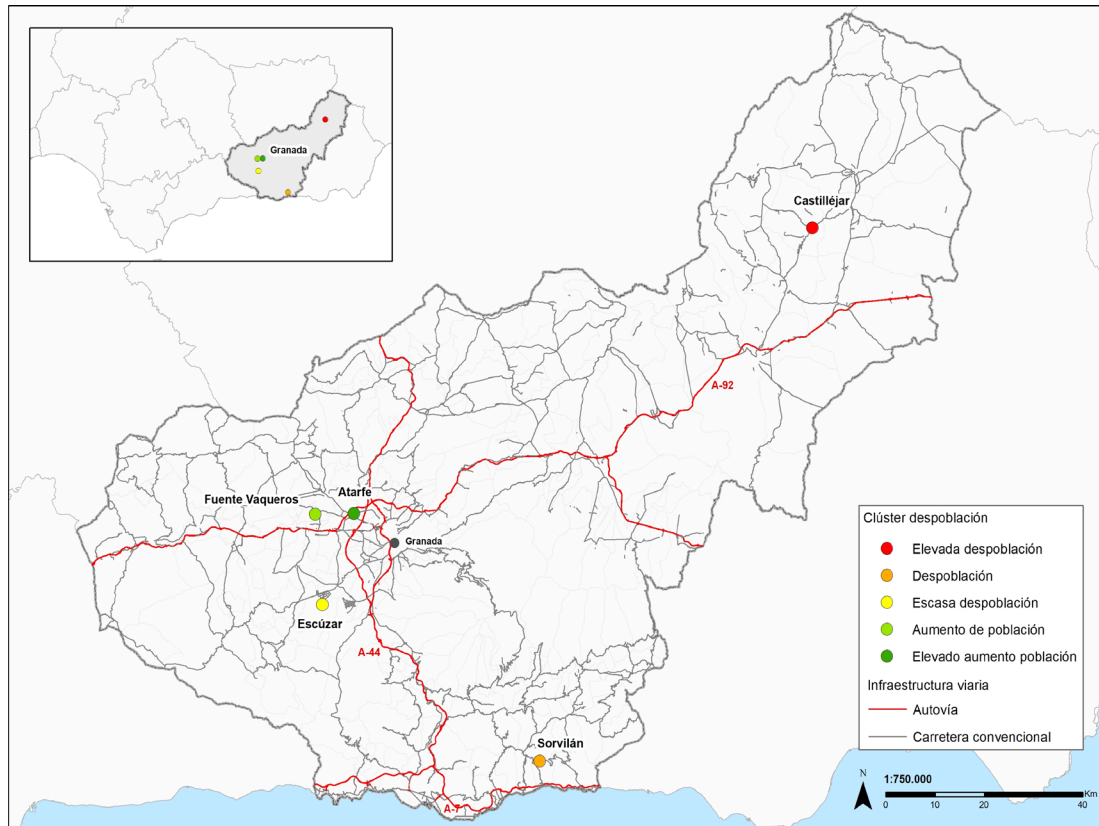 Granada
Castilléjar
A-92
Fuente Vaqueros
Atarfe
Granada
Escúzar
A-44
Sorvilán
A-7
Clúster despoblación
Elevada despoblación
Despoblación
Escasa despoblación
Aumento de población
Elevado aumento población
Infraestructura viaria
Autovía
Carretera convencional
N
1:750.000
Km
0 10 20 40